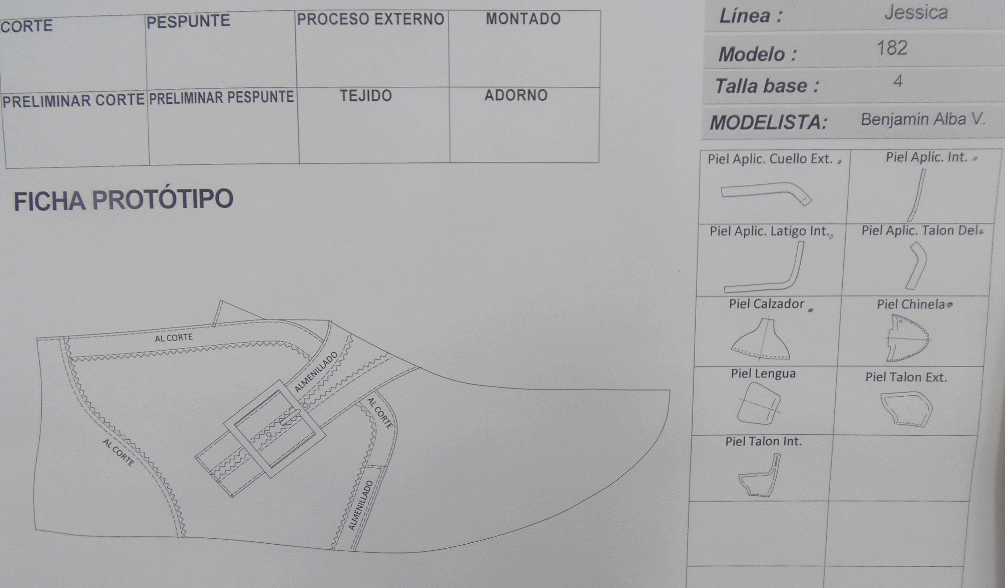 CORTE
PESPUNTE
PROCESO EXTERNO
MONTADO
PRELIMINAR CORTE
PRELIMINAR PESPUNTE
TEJIDO
ADORNO
FICHA PROTÓTIPO
AL CORTE
ALMENILLADO
AL CORTE
AL CORTE
ALMENILLADO
Línea : Jessica
Modelo : 182
Talla base : 4
MODELISTA: Benjamin Alba V.
Piel Aplic. Cuello Ext.
Piel Aplic. Int.
Piel Aplic. Latigo Int.
Piel Aplic. Talon Del.
Piel Calzador
Piel Chinela
Piel Lengua
Piel Talon Ext.
Piel Talon Int.